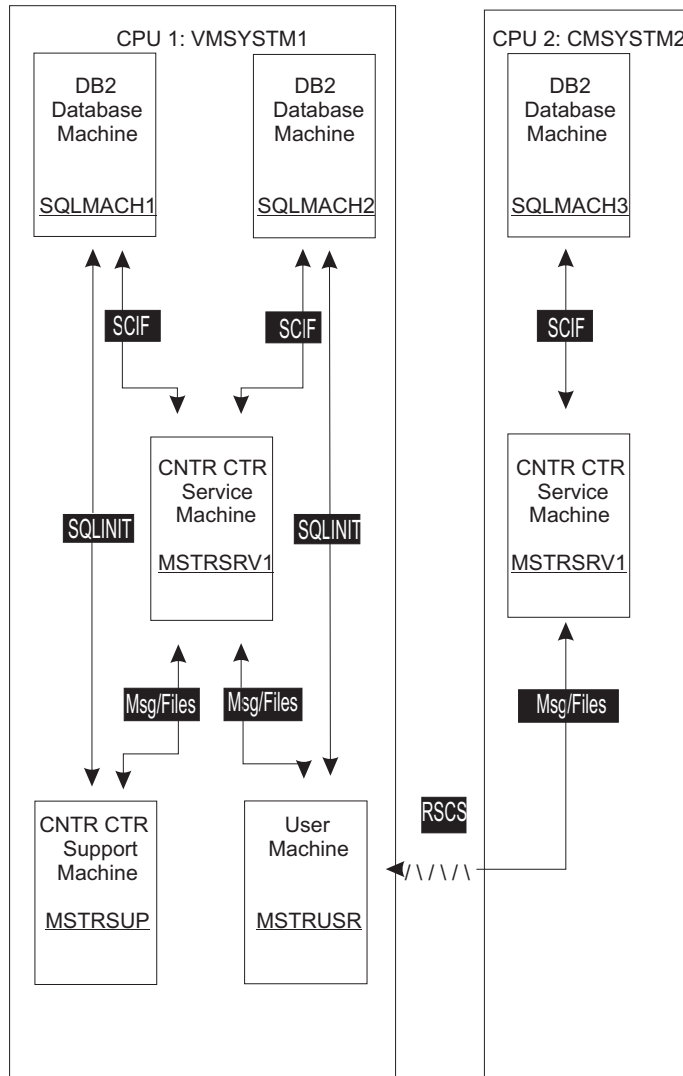 CPU 1: VMSYSTM1
CPU 2: CMSYSTM2
DB2
Database
Machine
SQLMACH1
DB2
Database
Machine
SQLMACH2
DB2
Database
Machine
SQLMACH3
SCIF
SCIF
SCIF
CNTR CTR
Service
Machine
MSTRSRV1
CNTR CTR
Service
Machine
MSTRSRV1
SQLINIT
SQLINIT
Msg/Files
Msg/Files
Msg/Files
CNTR CTR
Support
Machine
MSTRSUP
User
Machine
MSTRUSR
RSCS
/ \ / \ / \